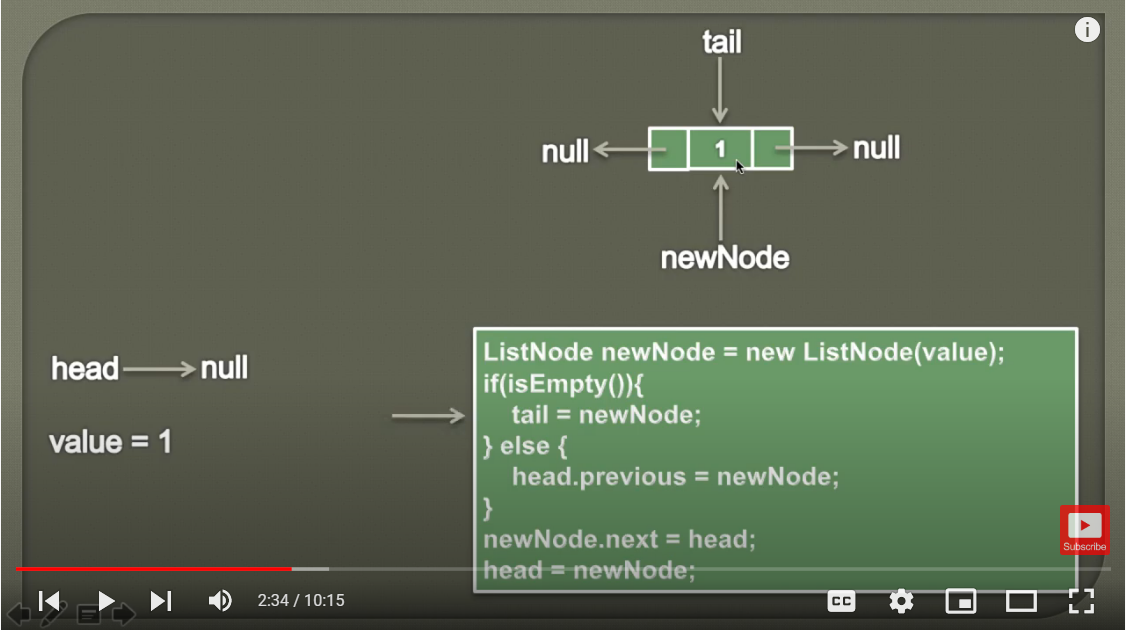 tail
null
1
null
newNode
head
null
value = 1
ListNode newNode = new ListNode(value);
if(isEmpty()){
tail = newNode;
} else {
head.previous = newNode;
}
newNode.next = head;
head = newNode;
Subscribe
2:34 / 10:15
CC
i